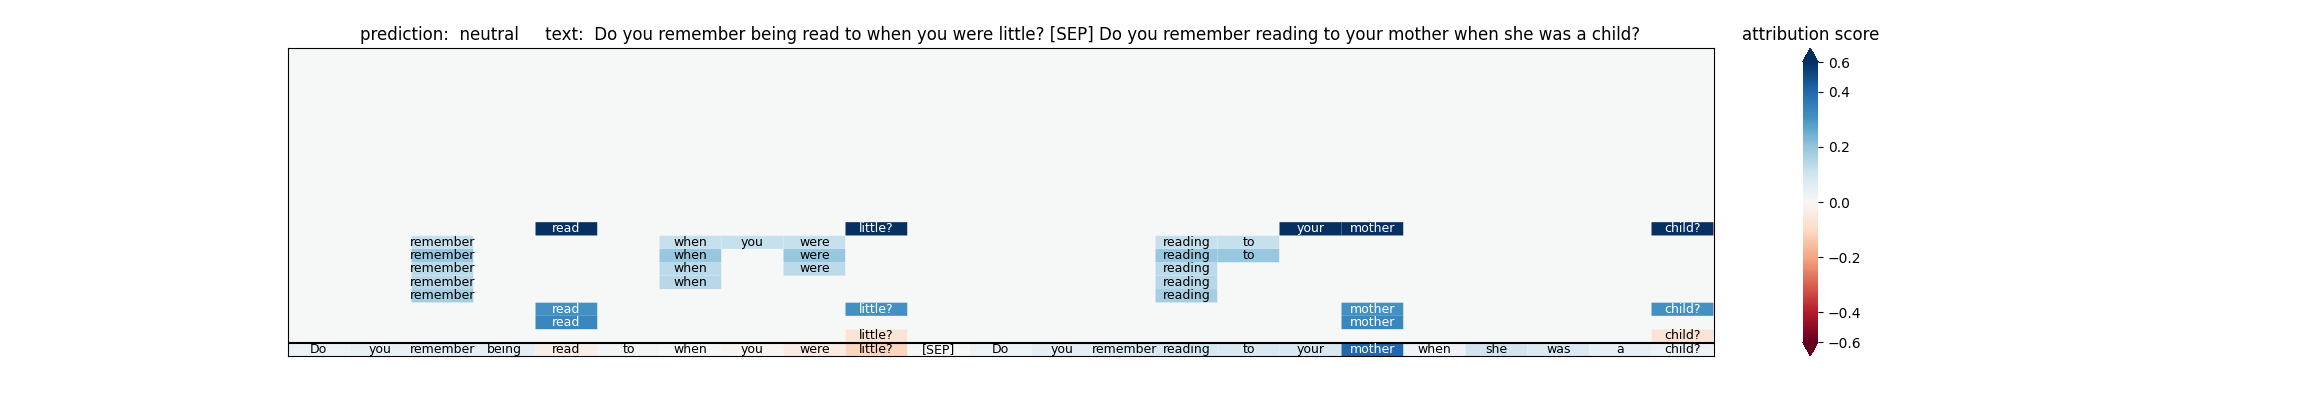 prediction: neutral text: Do you remember being read to when you were little? [SEP] Do you remember reading to your mother when she was a child? attribution score
0.6
0.4
0.2
0.0
−0.2
−0.4
−0.6
read little? your mother child?
remember when you were reading to
remember when were reading to
remember when were reading
remember when reading
remember reading
read little? mother child?
read mother
little? child?
Do you remember being read to when you were little? [SEP] Do you remember reading to your mother when she was a child?